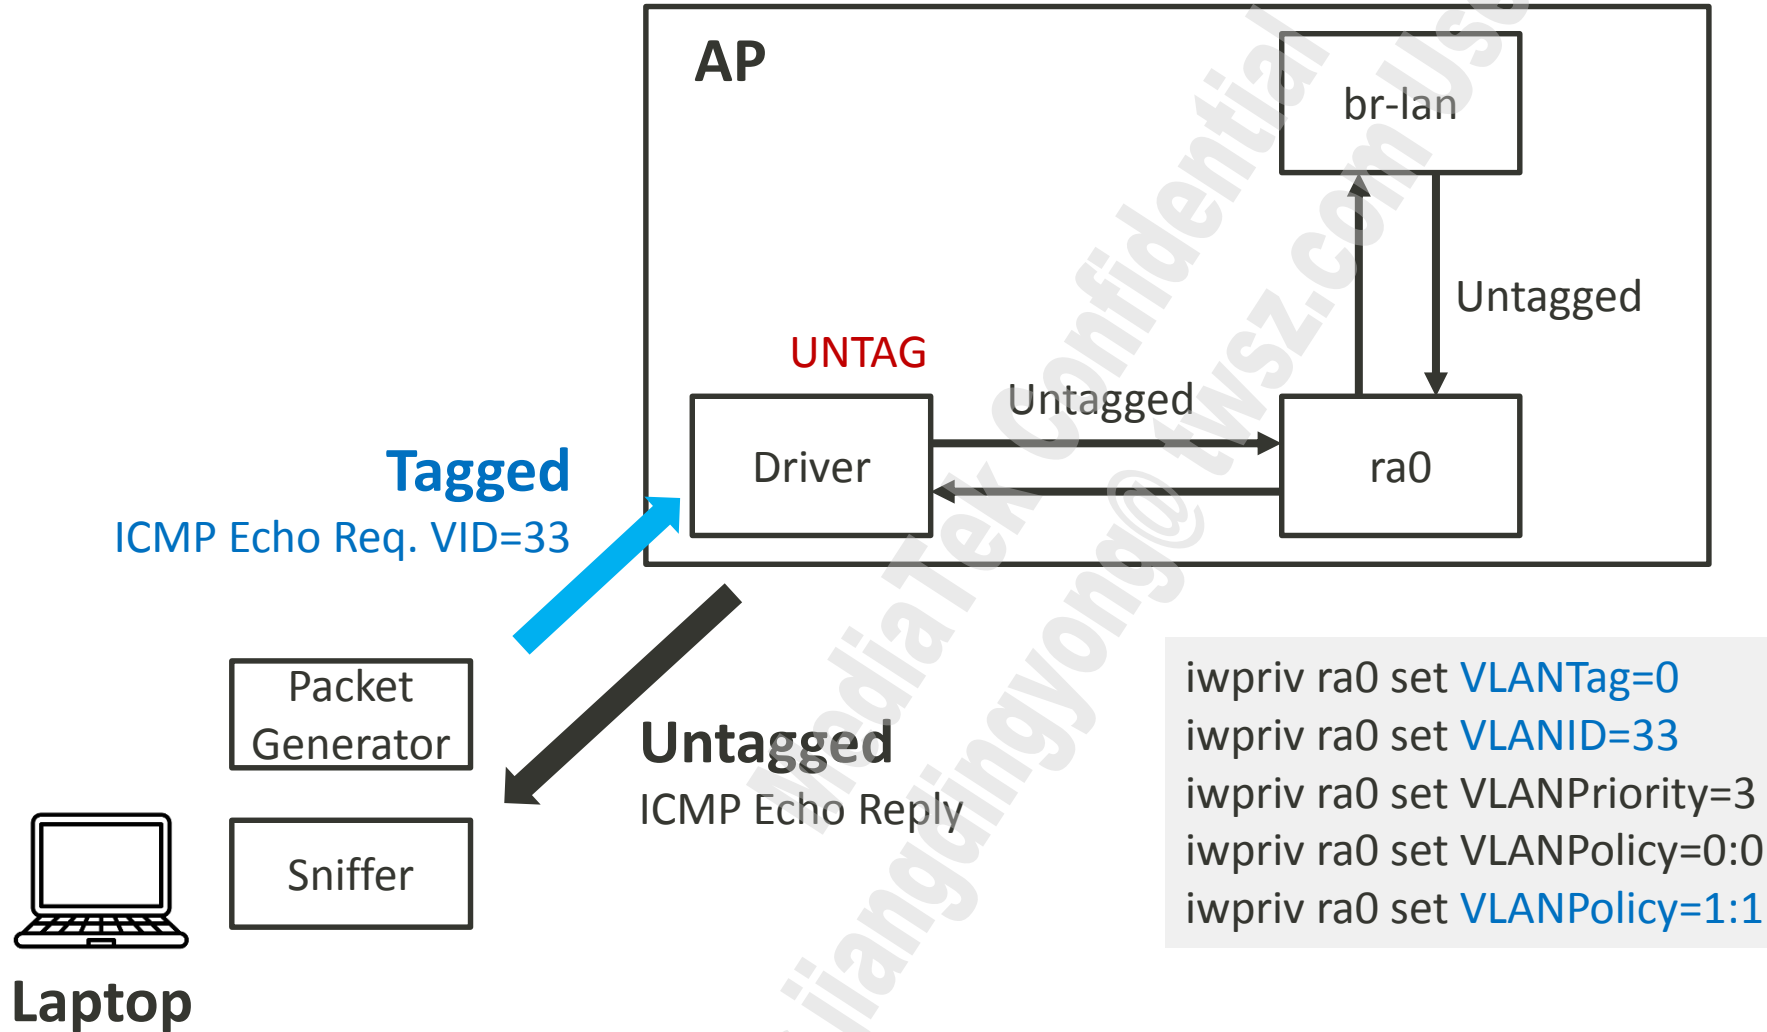 AP
br-lan
Untagged
UNTAG
Untagged
Driver
ra0
Tagged
ICMP Echo Req. VID=33
Packet
Generator
Untagged
ICMP Echo Reply
Sniffer
Laptop
iwpriv ra0 set VLANTag=0
iwpriv ra0 set VLANID=33
iwpriv ra0 set VLANPriority=3
iwpriv ra0 set VLANPolicy=0:0
iwpriv ra0 set VLANPolicy=1:1
MediaTek Confidential
jiangdingyong@twsz.com